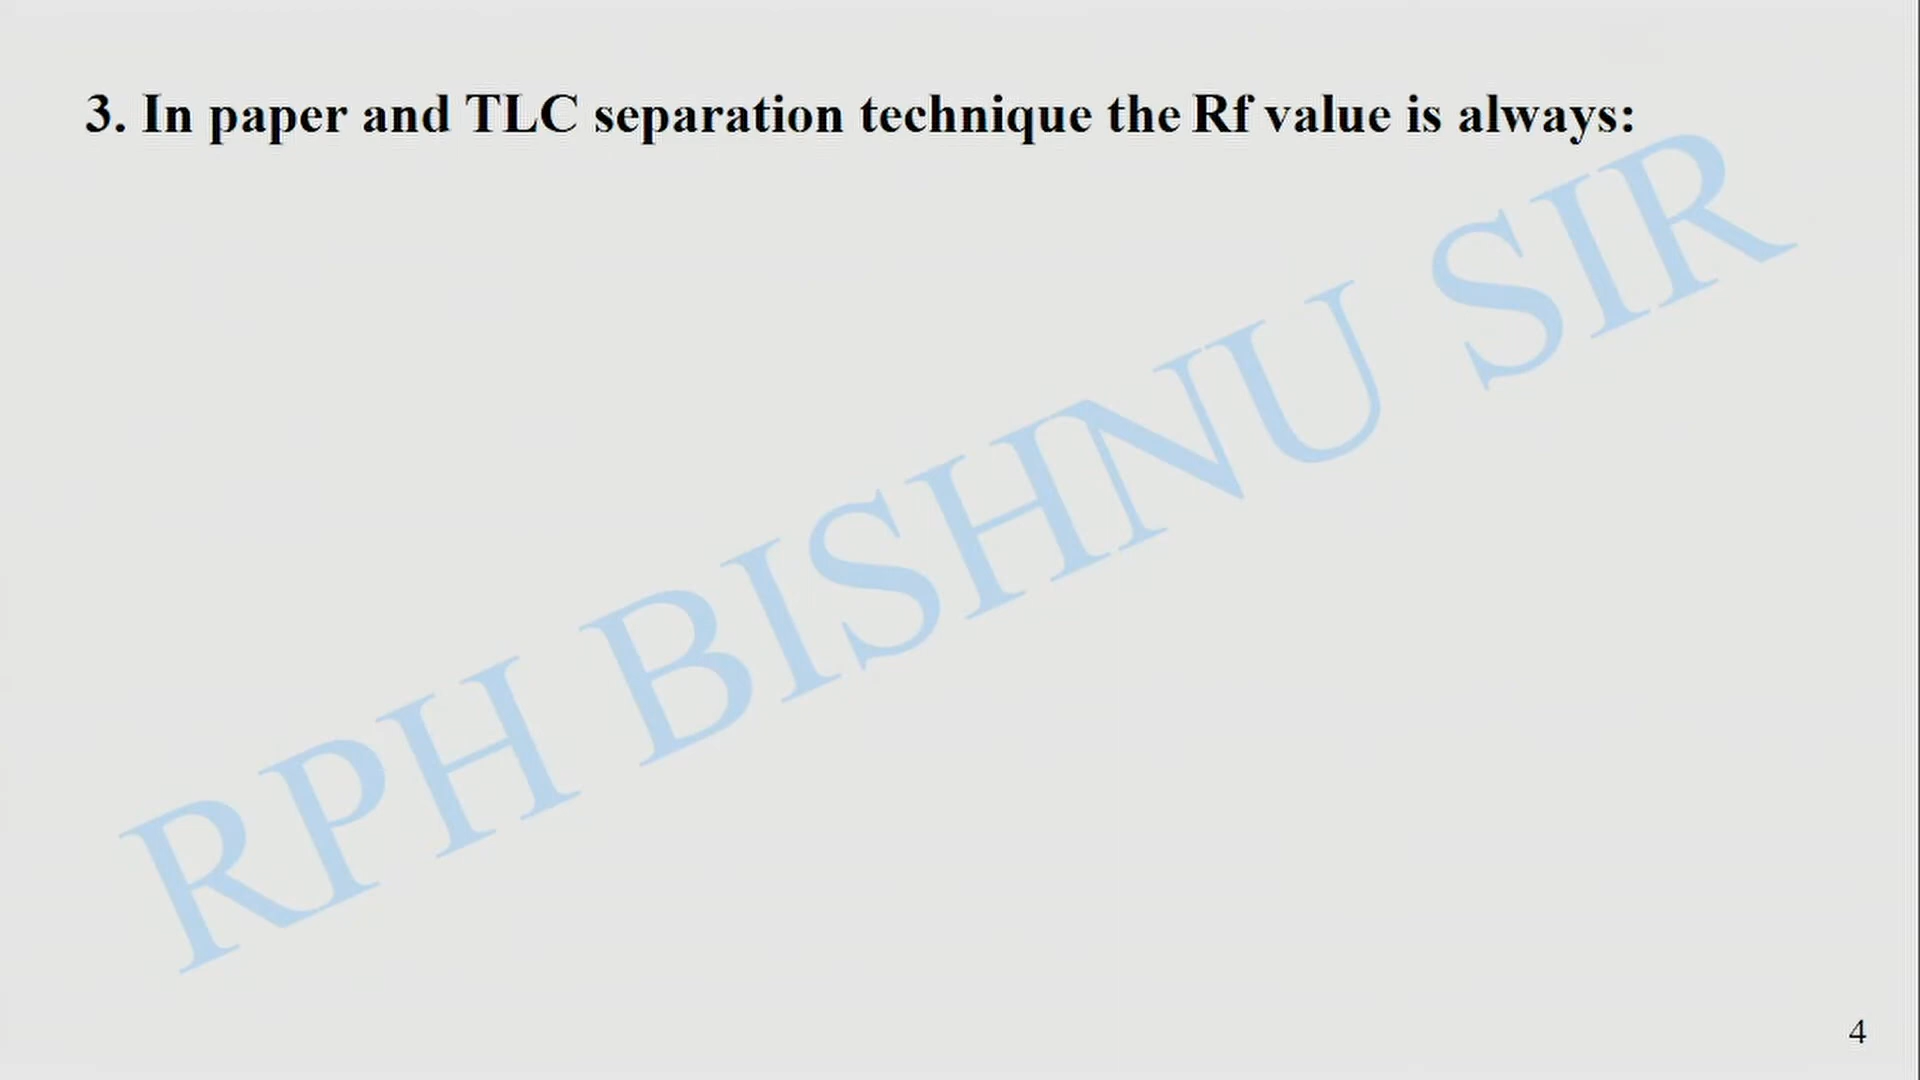 3. In paper and TLC separation technique the Rf value is always:
RPH BISHNU SIR
4